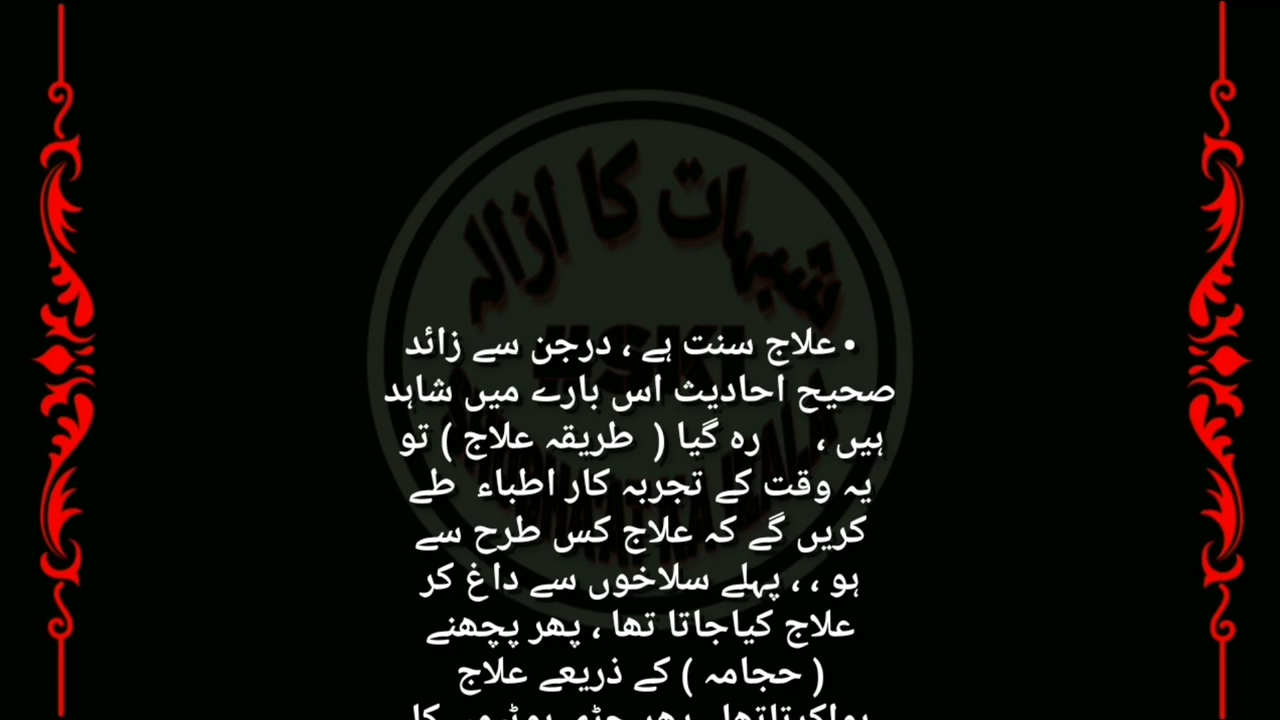 شبہات کا ازالہ
• علاج سنت ہے ، درجن سے زائد
صحیح احادیث اس بارے میں شاہد
ہیں ، رہ گیا ( طریقہ علاج ) تو
یہ وقت کے تجربہ کار اطباء طے
کریں گے کہ علاج کس طرح سے
ہو ، ، پہلے سلاخوں سے داغ کر
علاج کیاجاتا تھا ، پھر پچھنے
( حجامہ ) کے ذریعے علاج